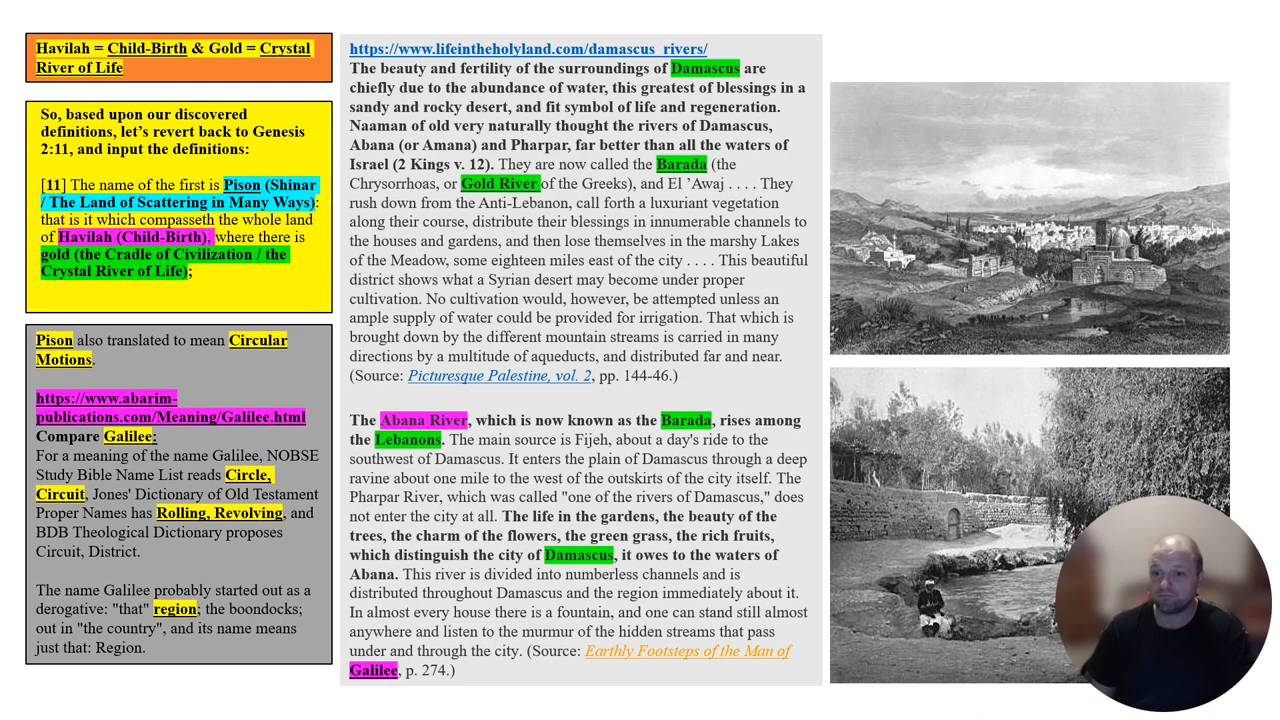 Havilah = Child-Birth & Gold = Crystal
River of Life
So, based upon our discovered
definitions, let’s revert back to Genesis
2:11, and input the definitions:
[11] The name of the first is Pison (Shinar
/ The Land of Scattering in Many Ways):
that is it which compasseth the whole land
of Havilah (Child-Birth), where there is
gold (the Cradle of Civilization / the
Crystal River of Life);
Pison also translated to mean Circular
Motions.
https://www.abarim-
publications.com/Meaning/Galilee.html
Compare Galilee:
For a meaning of the name Galilee, NOBSE
Study Bible Name List reads Circle,
Circuit, Jones' Dictionary of Old Testament
Proper Names has Rolling, Revolving, and
BDB Theological Dictionary proposes
Circuit, District.
The name Galilee probably started out as a
derogative: "that" region; the boondocks;
out in "the country", and its name means
just that: Region.
https://www.lifeintheholyland.com/damascus_rivers/
The beauty and fertility of the surroundings of Damascus are
chiefly due to the abundance of water, this greatest of blessings in a
sandy and rocky desert, and fit symbol of life and regeneration.
Naaman of old very naturally thought the rivers of Damascus,
Abana (or Amana) and Pharpar, far better than all the waters of
Israel (2 Kings v. 12). They are now called the Barada (the
Chrysorrhoas, or Gold River of the Greeks), and El ’Awaj . . . . They
rush down from the Anti-Lebanon, call forth a luxuriant vegetation
along their course, distribute their blessings in innumerable channels to
the houses and gardens, and then lose themselves in the marshy Lakes
of the Meadow, some eighteen miles east of the city . . . . This beautiful
district shows what a Syrian desert may become under proper
cultivation. No cultivation would, however, be attempted unless an
ample supply of water could be provided for irrigation. That which is
brought down by the different mountain streams is carried in many
directions by a multitude of aqueducts, and distributed far and near.
(Source: Picturesque Palestine, vol. 2, pp. 144-46.)
The Abana River, which is now known as the Barada, rises among
the Lebanons. The main source is Fijeh, about a day's ride to the
southwest of Damascus. It enters the plain of Damascus through a deep
ravine about one mile to the west of the outskirts of the city itself. The
Pharpar River, which was called "one of the rivers of Damascus," does
not enter the city at all. The life in the gardens, the beauty of the
trees, the charm of the flowers, the green grass, the rich fruits,
which distinguish the city of Damascus, it owes to the waters of
Abana. This river is divided into numberless channels and is
distributed throughout Damascus and the region immediately about it.
In almost every house there is a fountain, and one can stand still almost
anywhere and listen to the murmur of the hidden streams that pass
under and through the city. (Source: Earthly Footsteps of the Man of
Galilee, p. 274.)